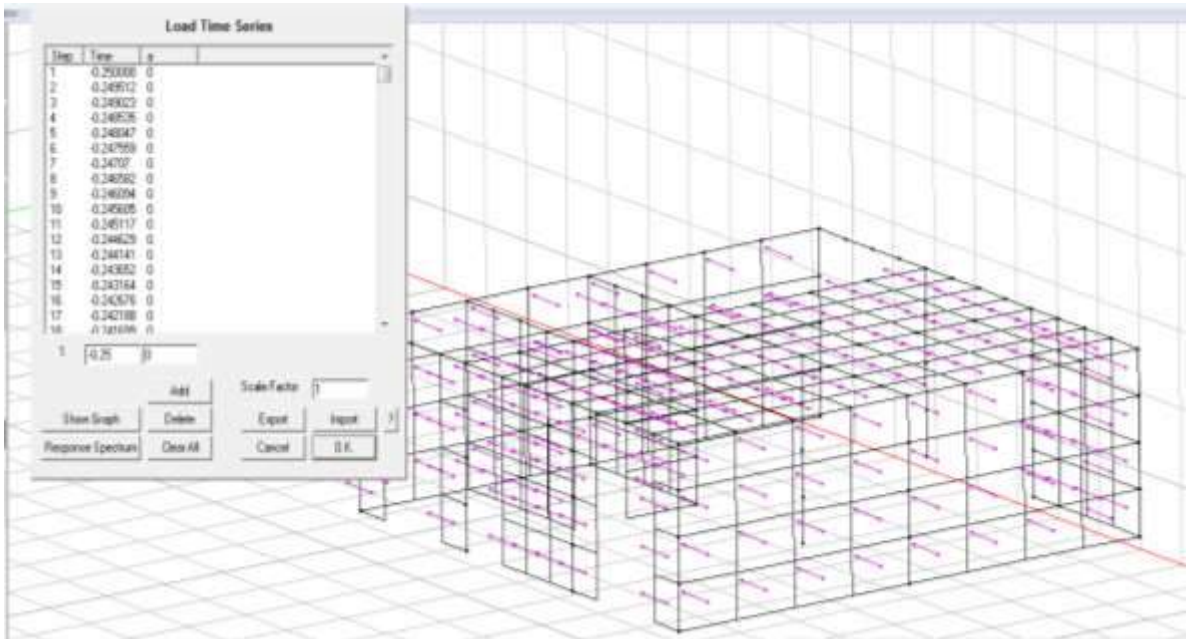 Load Time Series
Step Time a
1 -0.250000 0
2 -0.249512 0
3 -0.249023 0
4 -0.248535 0
5 -0.248047 0
6 -0.247559 0
7 -0.24707 0
8 -0.246582 0
9 -0.246094 0
10 -0.245605 0
11 -0.245117 0
12 -0.244629 0
13 -0.244141 0
14 -0.243652 0
15 -0.243164 0
16 -0.242676 0
17 -0.242188 0
18 -0.241699 0
1 -0.25 0
Add Scale Factor 1
Show Graph Delete Export Import ?
Response Spectrum Clear All Cancel O.K.